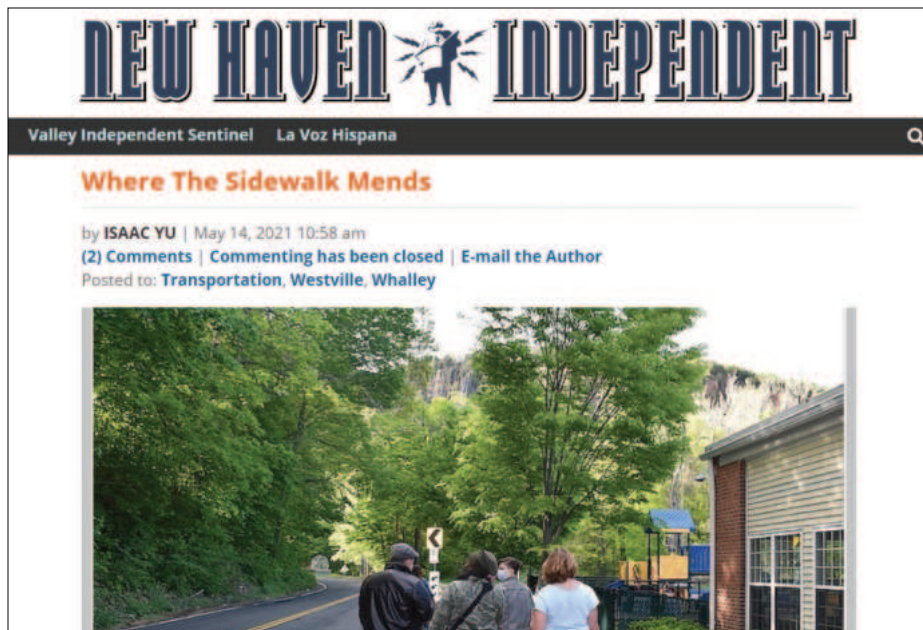 NEW HAVEN INDEPENDENT
Valley Independent Sentinel La Voz Hispana
Where The Sidewalk Mends
by ISAAC YU | May 14, 2021 10:58 am
(2) Comments | Commenting has been closed | E-mail the Author
Posted to: Transportation, Westville, Whalley